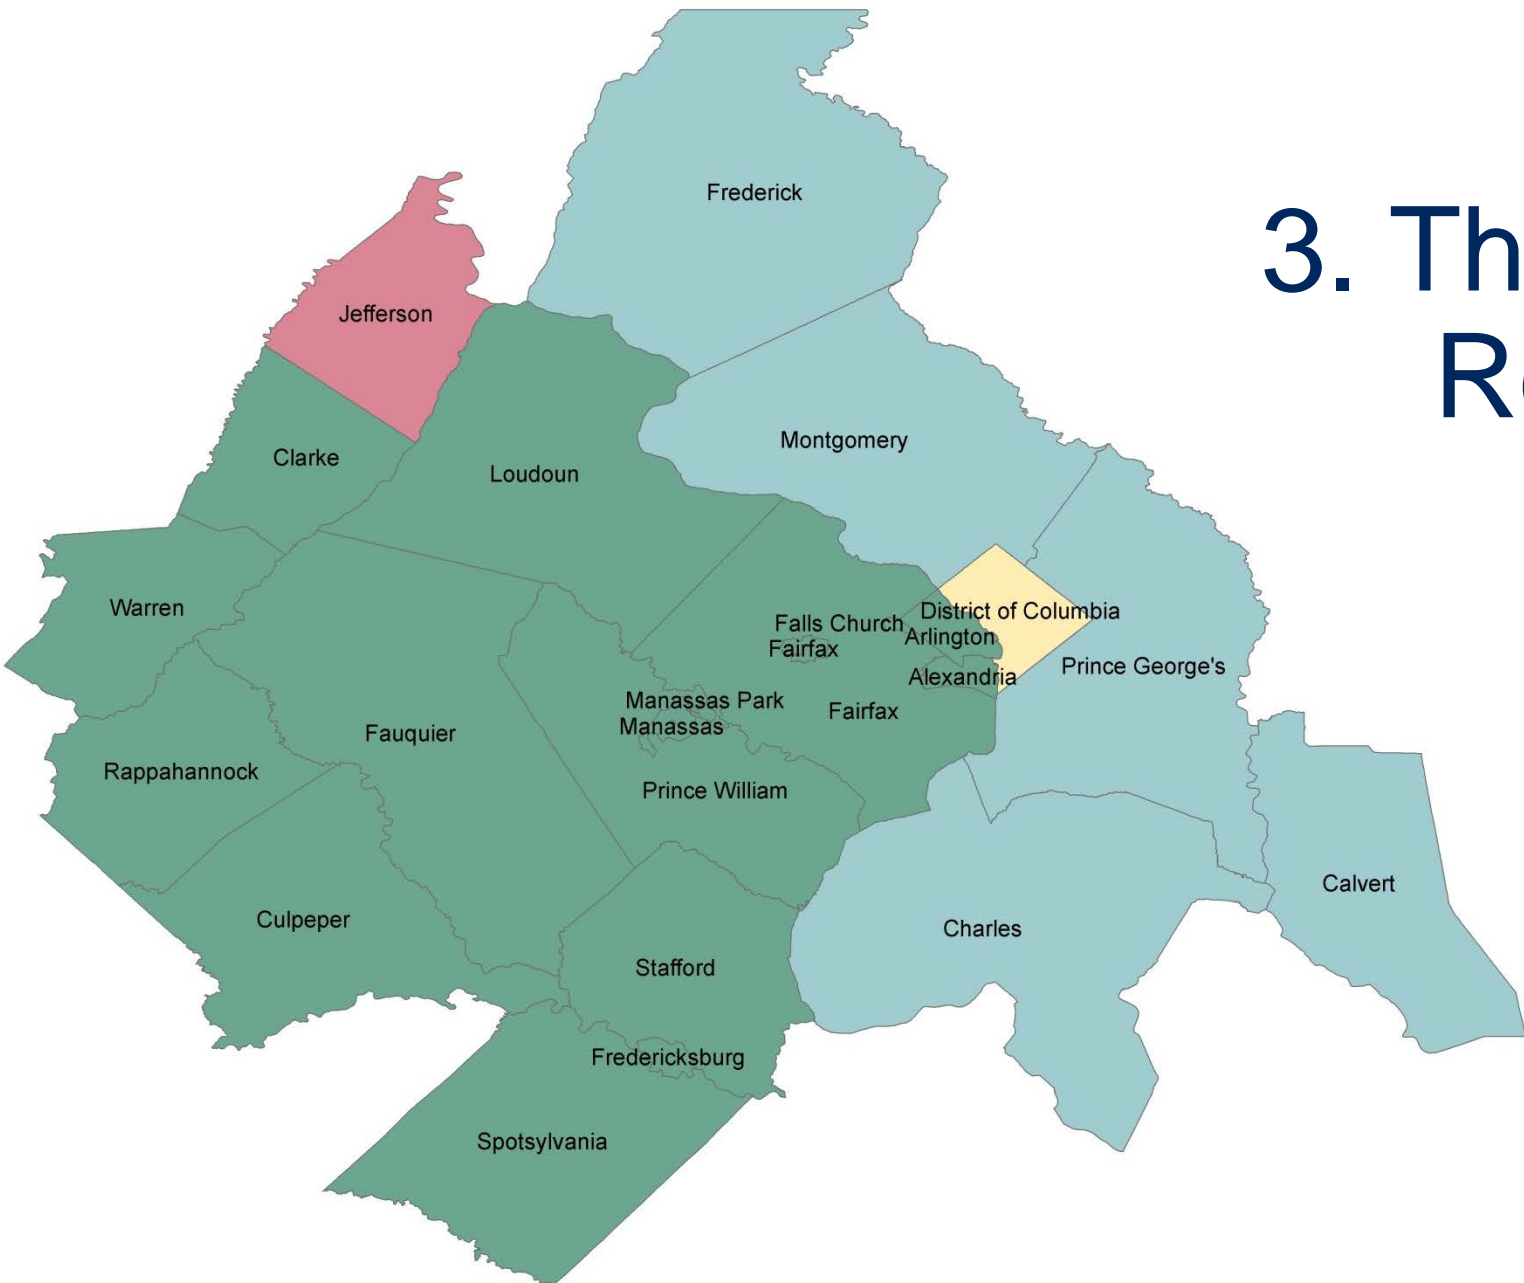 3. Th
Frederick
Jefferson
Montgomery
Clarke
Loudoun
Warren
District of Columbia
Falls Church
Arlington
Fairfax
Prince George's
Alexandria
Manassas Park
Fairfax
Manassas
Fauquier
Rappahannock
Prince William
Calvert
Culpeper
Charles
Stafford
Fredericksburg
Spotsylvania